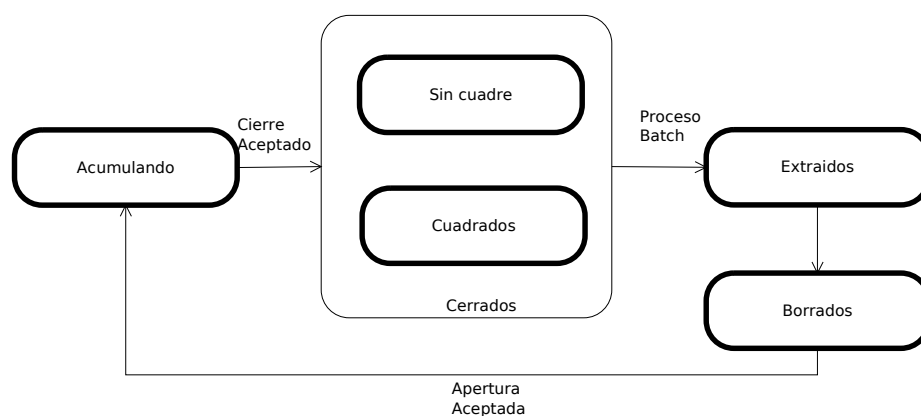 Sin cuadre
Cierre
Aceptado
Proceso
Batch
Acumulando
Extraidos
Cuadrados
Cerrados
Borrados
Apertura
Aceptada